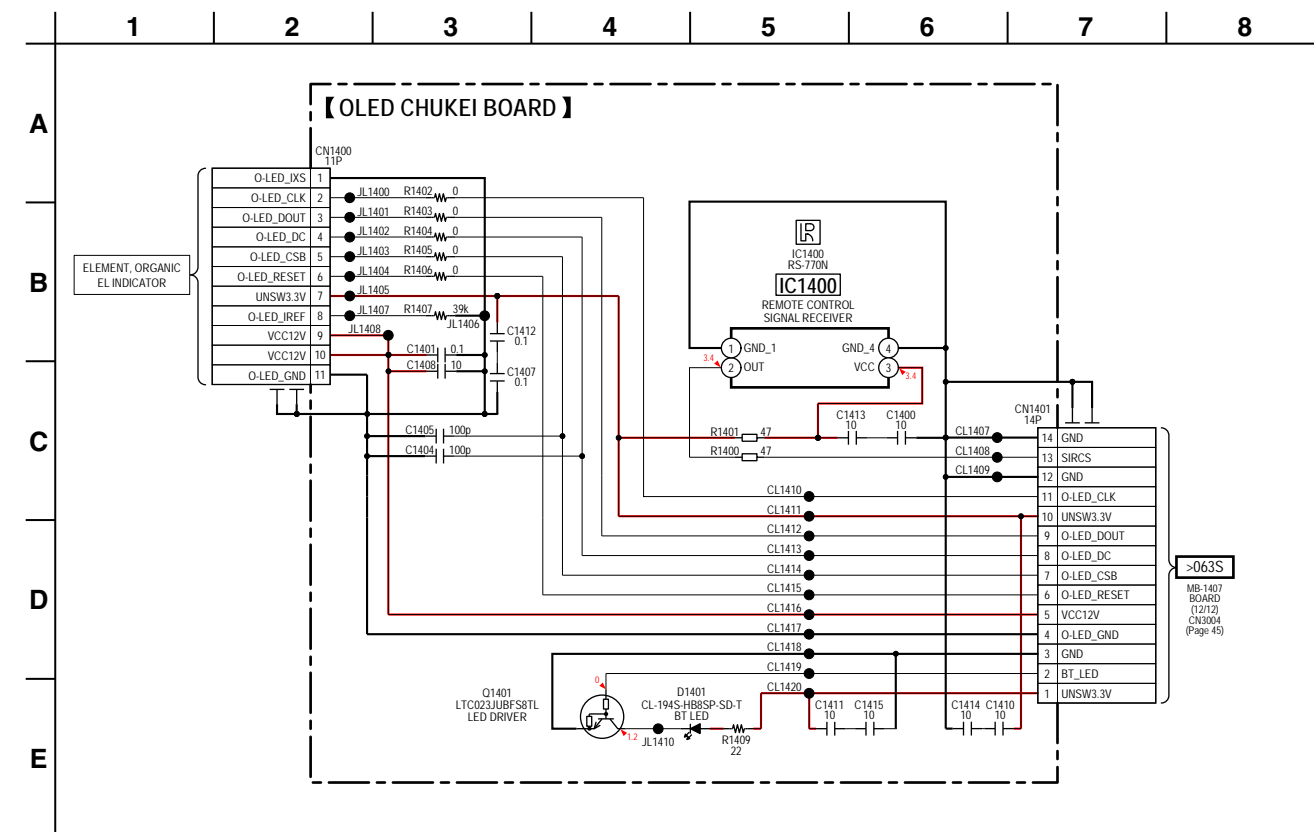 1 2 3 4 5 6 7 8
A
B
C
D
E
【 OLED CHUKEI BOARD 】
CN1400
11P
O-LED_IXS 1
O-LED_CLK 2 JL1400 R1402 0
O-LED_DOUT 3 JL1401 R1403 0
O-LED_DC 4 JL1402 R1404 0
O-LED_CSB 5 JL1403 R1405 0
O-LED_RESET 6 JL1404 R1406 0
UNSW3.3V 7 JL1405
O-LED_IREF 8 JL1407 R1407 39k
JL1406
VCC12V 9 JL1408
VCC12V 10
O-LED_GND 11
ELEMENT, ORGANIC
EL INDICATOR
C1401 0.1
C1408 10
C1412
0.1
C1407
0.1
C1405 100p
C1404 100p
R
IC1400
RS-770N
IC1400
REMOTE CONTROL
SIGNAL RECEIVER
1 GND_1 GND_4 4
3.4 2 OUT VCC 3 3.4
R1401 47
R1400 47
C1413
10
C1400
10
CN1401
14P
CL1407 14 GND
CL1408 13 SIRCS
CL1409 12 GND
CL1410 11 O-LED_CLK
CL1411 10 UNSW3.3V
CL1412 9 O-LED_DOUT
CL1413 8 O-LED_DC
CL1414 7 O-LED_CSB
CL1415 6 O-LED_RESET
CL1416 5 VCC12V
CL1417 4 O-LED_GND
CL1418 3 GND
CL1419 2 BT_LED
CL1420 1 UNSW3.3V
>063S
MB-1407
BOARD
(12/12)
CN3004
(Page 45)
Q1401
LTC023JUBFS8TL
LED DRIVER
0
1.2
JL1410
D1401
CL-194S-HB8SP-SD-T
BT LED
R1409
22
C1411
10
C1415
10
C1414
10
C1410
10